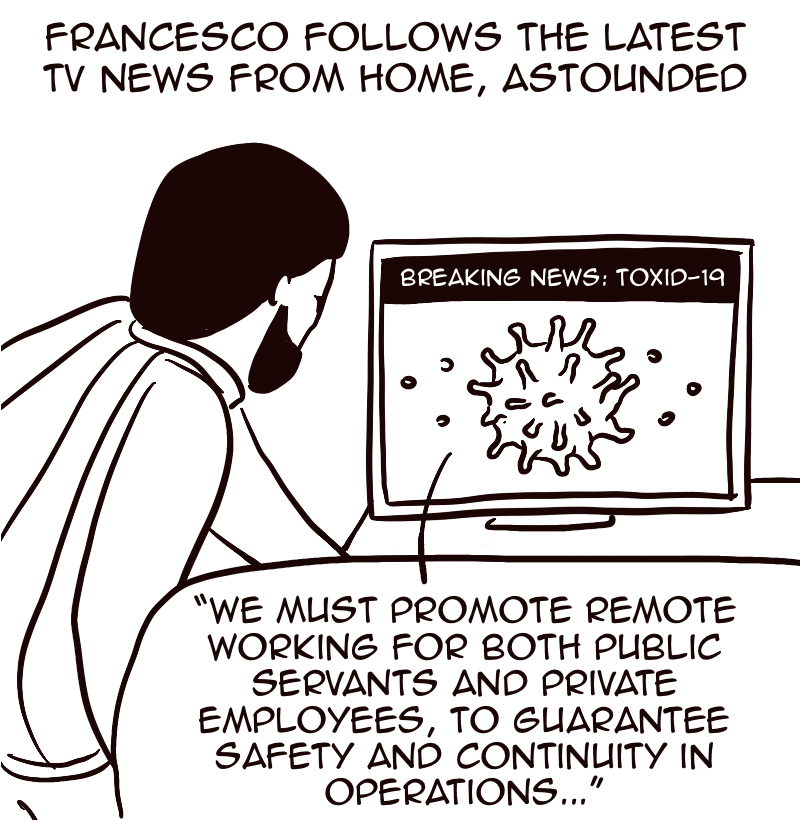 FRANCESCO FOLLOWS THE LATEST
TV NEWS FROM HOME, ASTOUNDED
BREAKING NEWS: TOXID-19
"WE MUST PROMOTE REMOTE
WORKING FOR BOTH PUBLIC
SERVANTS AND PRIVATE
EMPLOYEES, TO GUARANTEE
SAFETY AND CONTINUITY IN
OPERATIONS..."